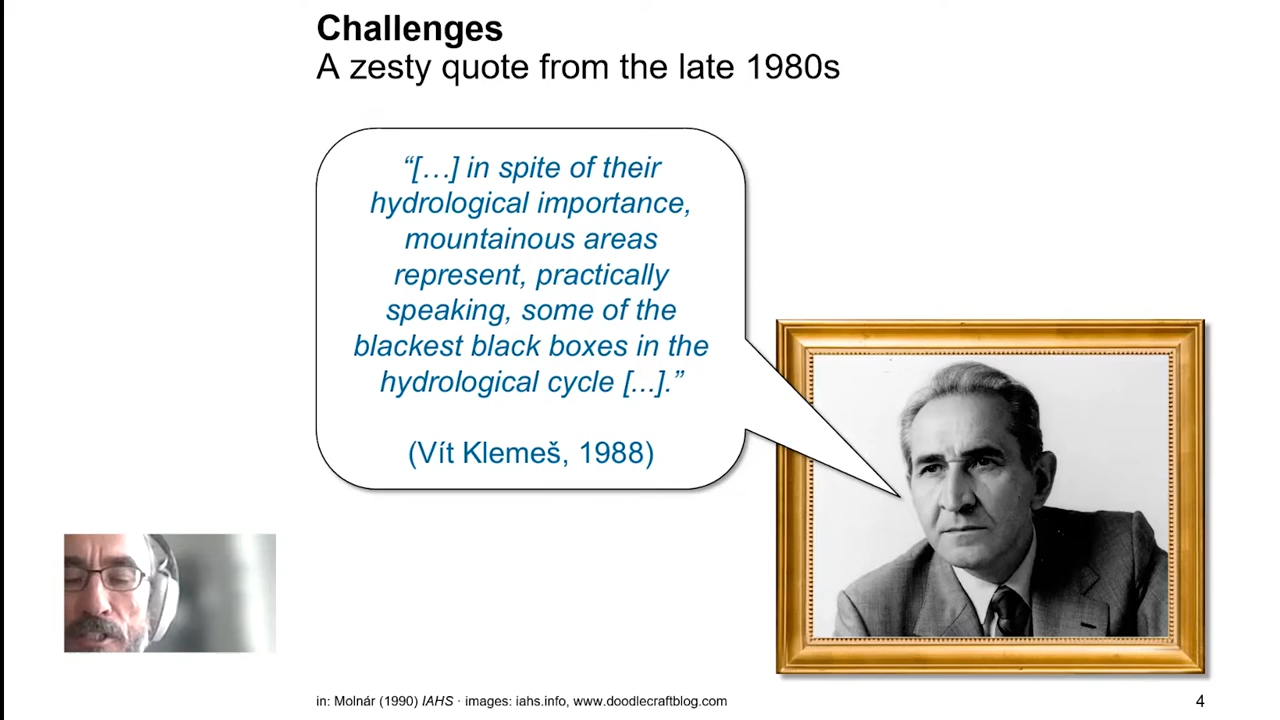 Challenges
A zesty quote from the late 1980s
“[…] in spite of their
hydrological importance,
mountainous areas
represent, practically
speaking, some of the
blackest black boxes in the
hydrological cycle [...].”
(Vít Klemeš, 1988)
in: Molnár (1990) IAHS · images: iahs.info, www.doodlecraftblog.com
4